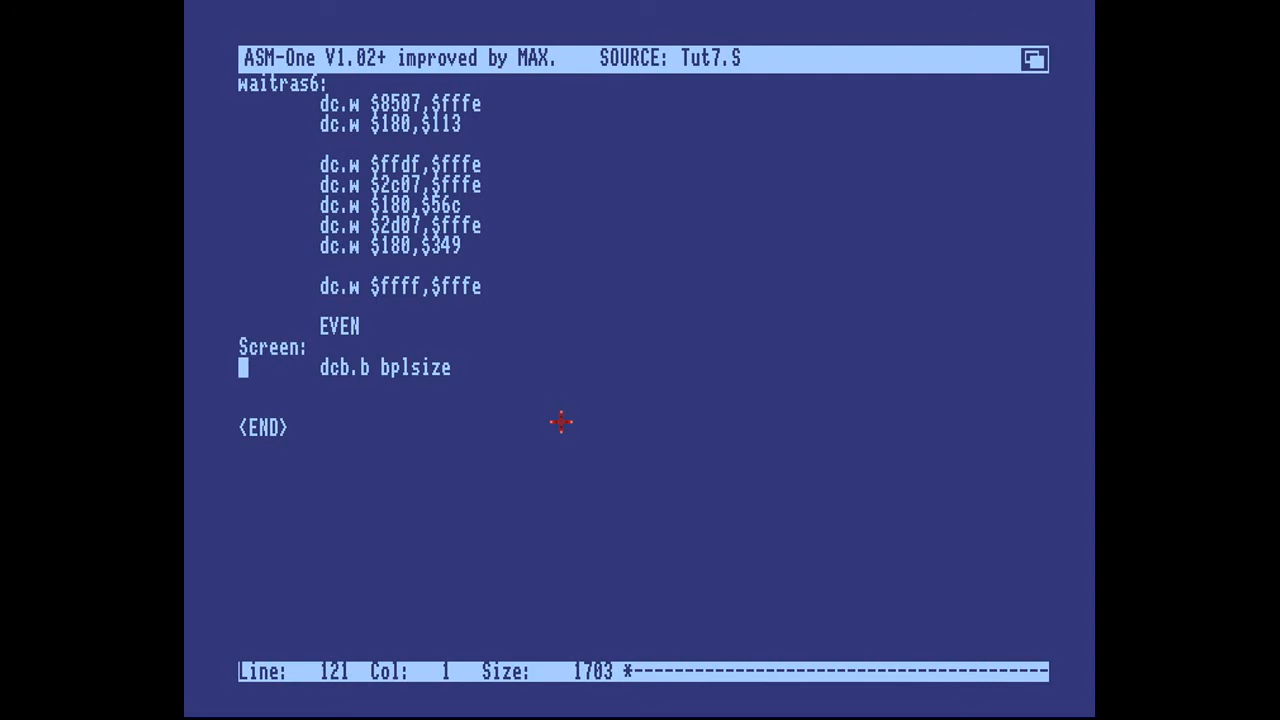 ASM-One V1.02+ improved by MAX. SOURCE: Tut7.S
waitras6:
dc.w $8507,$fffe
dc.w $180,$113
dc.w $ffdf,$fffe
dc.w $2c07,$fffe
dc.w $180,$56c
dc.w $2d07,$fffe
dc.w $180,$349
dc.w $ffff,$fffe
EVEN
Screen:
dcb.b bplsize
<END>
Line: 121 Col: 1 Size: 1703 *-----------------------------------------